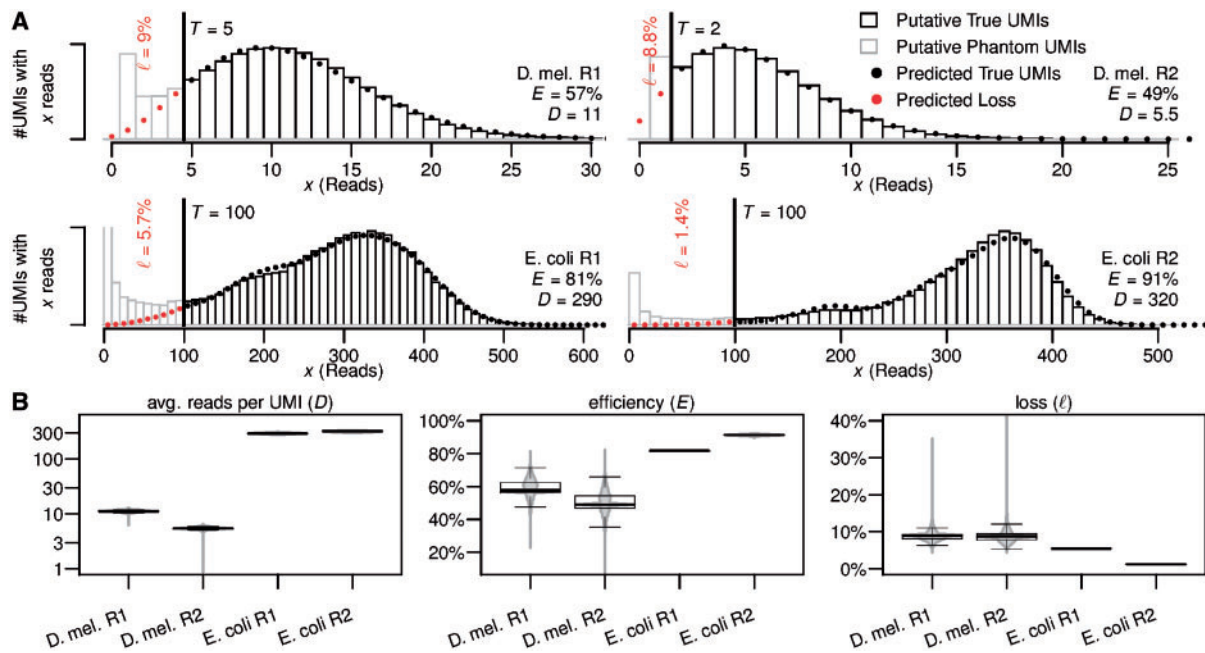 A
#UMIs with
x reads
ℓ = 9%
T = 5
D. mel. R1
E = 57%
D = 11
0 5 10 15 20 25 30
x (Reads)
ℓ = 8.8%
T = 2
Putative True UMIs
Putative Phantom UMIs
Predicted True UMIs
Predicted Loss
D. mel. R2
E = 49%
D = 5.5
0 5 10 15 20 25
x (Reads)
#UMIs with
x reads
ℓ = 5.7%
T = 100
E. coli R1
E = 81%
D = 290
0 100 200 300 400 500 600
x (Reads)
ℓ = 1.4%
T = 100
E. coli R2
E = 91%
D = 320
0 100 200 300 400 500
x (Reads)
B
avg. reads per UMI (D)
300
100
30
10
3
1
D. mel. R1
D. mel. R2
E. coli R1
E. coli R2
efficiency (E)
100%
80%
60%
40%
20%
D. mel. R1
D. mel. R2
E. coli R1
E. coli R2
loss (ℓ)
40%
30%
20%
10%
0%
D. mel. R1
D. mel. R2
E. coli R1
E. coli R2